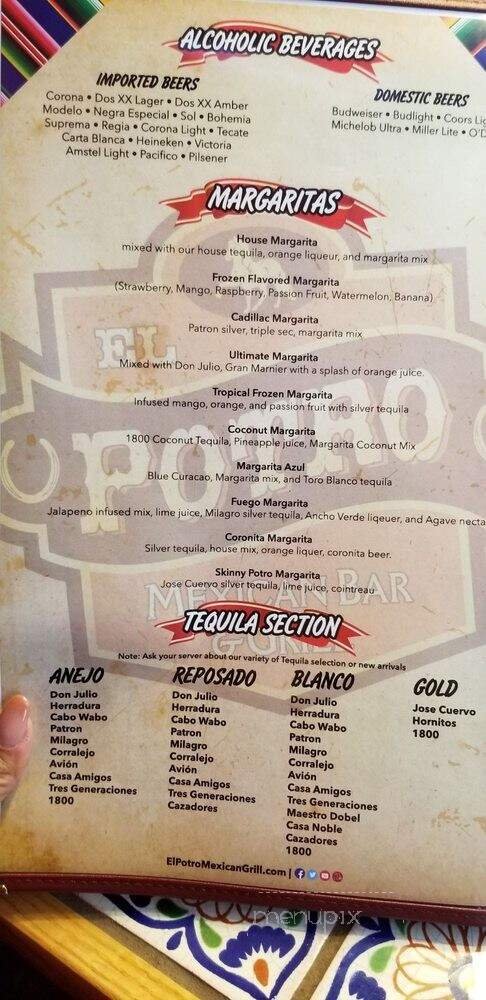 ALCOHOLIC BEVERAGES
IMPORTED BEERS
Corona • Dos XX Lager • Dos XX Amber
Modelo • Negra Especial • Sol • Bohemia
Suprema • Regia • Corona Light • Tecate
Carta Blanca • Heineken • Victoria
Amstel Light • Pacifico • Pilsener
DOMESTIC BEERS
Budweiser • Budlight • Coors Lig
Michelob Ultra • Miller Lite • O'D
MARGARITAS
House Margarita
mixed with our house tequila, orange liqueur, and margarita mix
Frozen Flavored Margarita
(Strawberry, Mango, Raspberry, Passion Fruit, Watermelon, Banana)
Cadillac Margarita
Patron silver, triple sec, margarita mix
Ultimate Margarita
Mixed with Don Julio, Gran Marnier with a splash of orange juice.
Tropical Frozen Margarita
Infused mango, orange, and passion fruit with silver tequila
Coconut Margarita
1800 Coconut Tequila, Pineapple juice, Margarita Coconut Mix
Margarita Azul
Blue Curacao, Margarita mix, and Toro Blanco tequila
Fuego Margarita
Jalapeno infused mix, lime juice, Milagro silver tequila, Ancho Verde liqeuer, and Agave necta
Coronita Margarita
Silver tequila, house mix, orange liquer, coronita beer.
Skinny Potro Margarita
Jose Cuervo silver tequila, lime juice, cointreau
EL
POTRO
MEXICAN BAR
& GRILL
TEQUILA SECTION
Note: Ask your server about our variety of Tequila selection or new arrivals
ANEJO
Don Julio
Herradura
Cabo Wabo
Patron
Milagro
Corralejo
Avión
Casa Amigos
Tres Generaciones
1800
REPOSADO
Don Julio
Herradura
Cabo Wabo
Patron
Milagro
Corralejo
Avión
Casa Amigos
Tres Generaciones
Cazadores
BLANCO
Don Julio
Herradura
Cabo Wabo
Patron
Milagro
Corralejo
Avión
Casa Amigos
Tres Generaciones
Maestro Dobel
Casa Noble
Cazadores
1800
GOLD
Jose Cuervo
Hornitos
1800
ElPotroMexicanGrill.com |
menupix